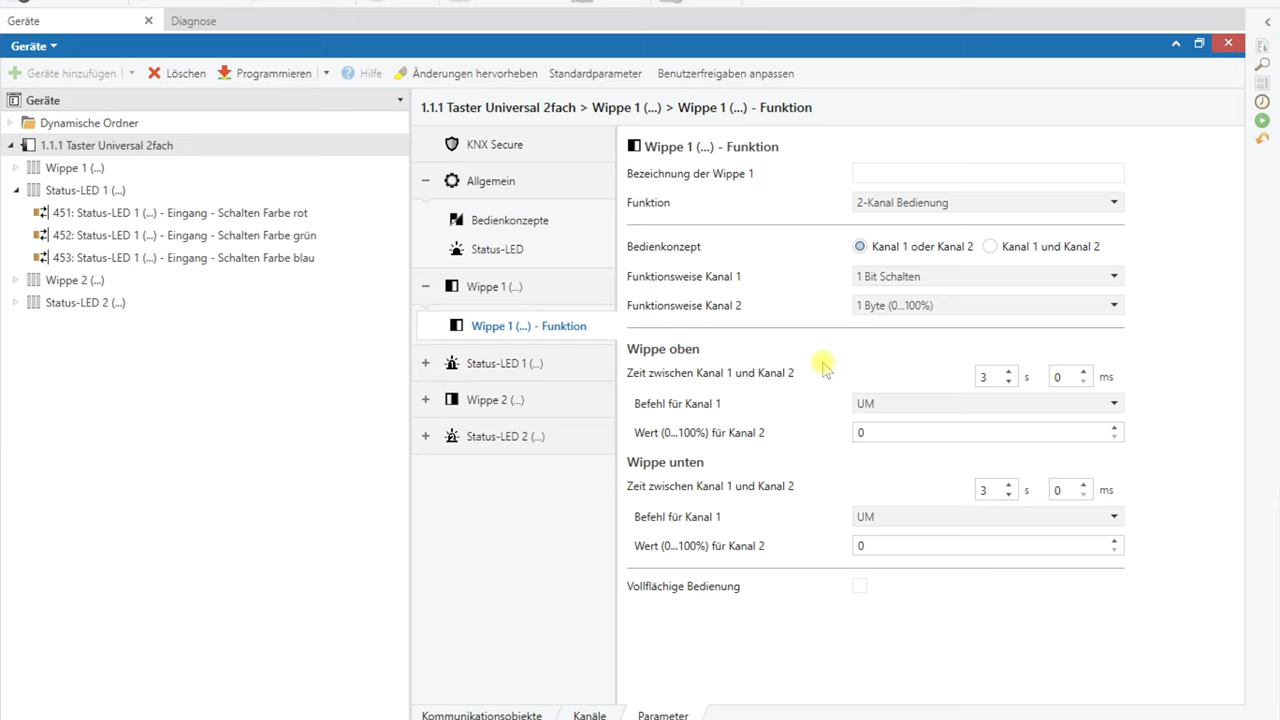 Geräte
Diagnose
Geräte
Geräte hinzufügen
Löschen
Programmieren
Hilfe
Änderungen hervorheben
Standardparameter
Benutzerfreigaben anpassen
Geräte
Dynamische Ordner
1.1.1 Taster Universal 2fach
Wippe 1 (...)
Status-LED 1 (...)
451: Status-LED 1 (...) - Eingang - Schalten Farbe rot
452: Status-LED 1 (...) - Eingang - Schalten Farbe grün
453: Status-LED 1 (...) - Eingang - Schalten Farbe blau
Wippe 2 (...)
Status-LED 2 (...)
1.1.1 Taster Universal 2fach > Wippe 1 (...) > Wippe 1 (...) - Funktion
KNX Secure
Allgemein
Bedienkonzepte
Status-LED
Wippe 1 (...)
Wippe 1 (...) - Funktion
Status-LED 1 (...)
Wippe 2 (...)
Status-LED 2 (...)
Wippe 1 (...) - Funktion
Bezeichnung der Wippe 1
Funktion 2-Kanal Bedienung
Bedienkonzept Kanal 1 oder Kanal 2 Kanal 1 und Kanal 2
Funktionsweise Kanal 1 1 Bit Schalten
Funktionsweise Kanal 2 1 Byte (0...100%)
Wippe oben
Zeit zwischen Kanal 1 und Kanal 2 3 s 0 ms
Befehl für Kanal 1 UM
Wert (0...100%) für Kanal 2 0
Wippe unten
Zeit zwischen Kanal 1 und Kanal 2 3 s 0 ms
Befehl für Kanal 1 UM
Wert (0...100%) für Kanal 2 0
Vollflächige Bedienung
Kommunikationsobjekte
Kanäle
Parameter